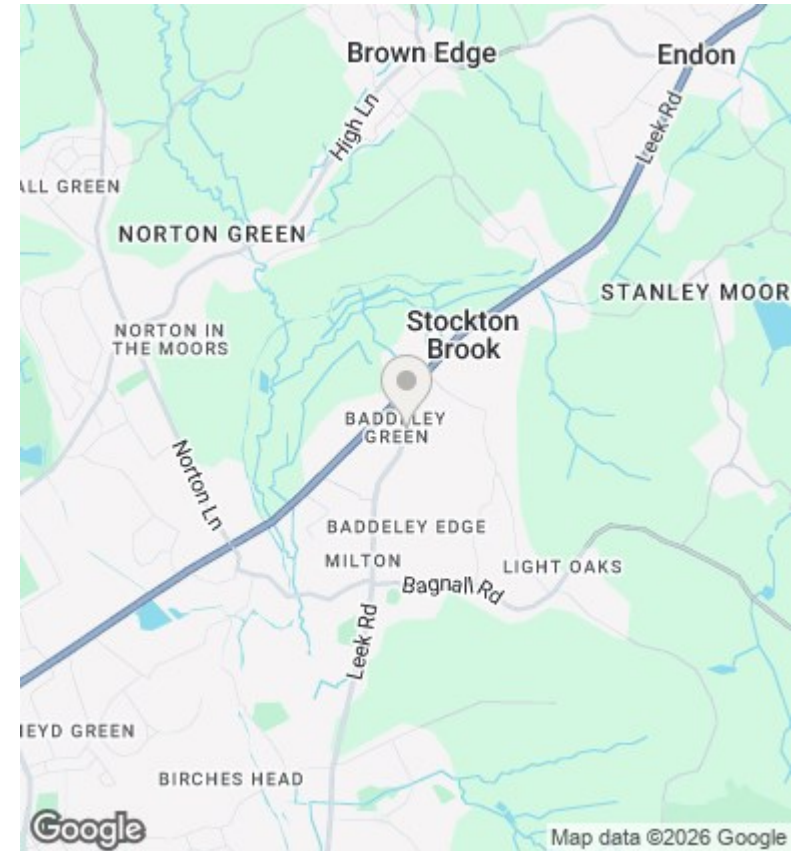 Brown Edge
Endon
High Ln
Leek Rd
ALL GREEN
NORTON GREEN
STANLEY MOOR
Stockton
Brook
NORTON IN
THE MOORS
BADDELEY
GREEN
Norton Ln
BADDELEY EDGE
MILTON
LIGHT OAKS
Bagnall Rd
Leek Rd
EYD GREEN
BIRCHES HEAD
Google
Map data ©2026 Google